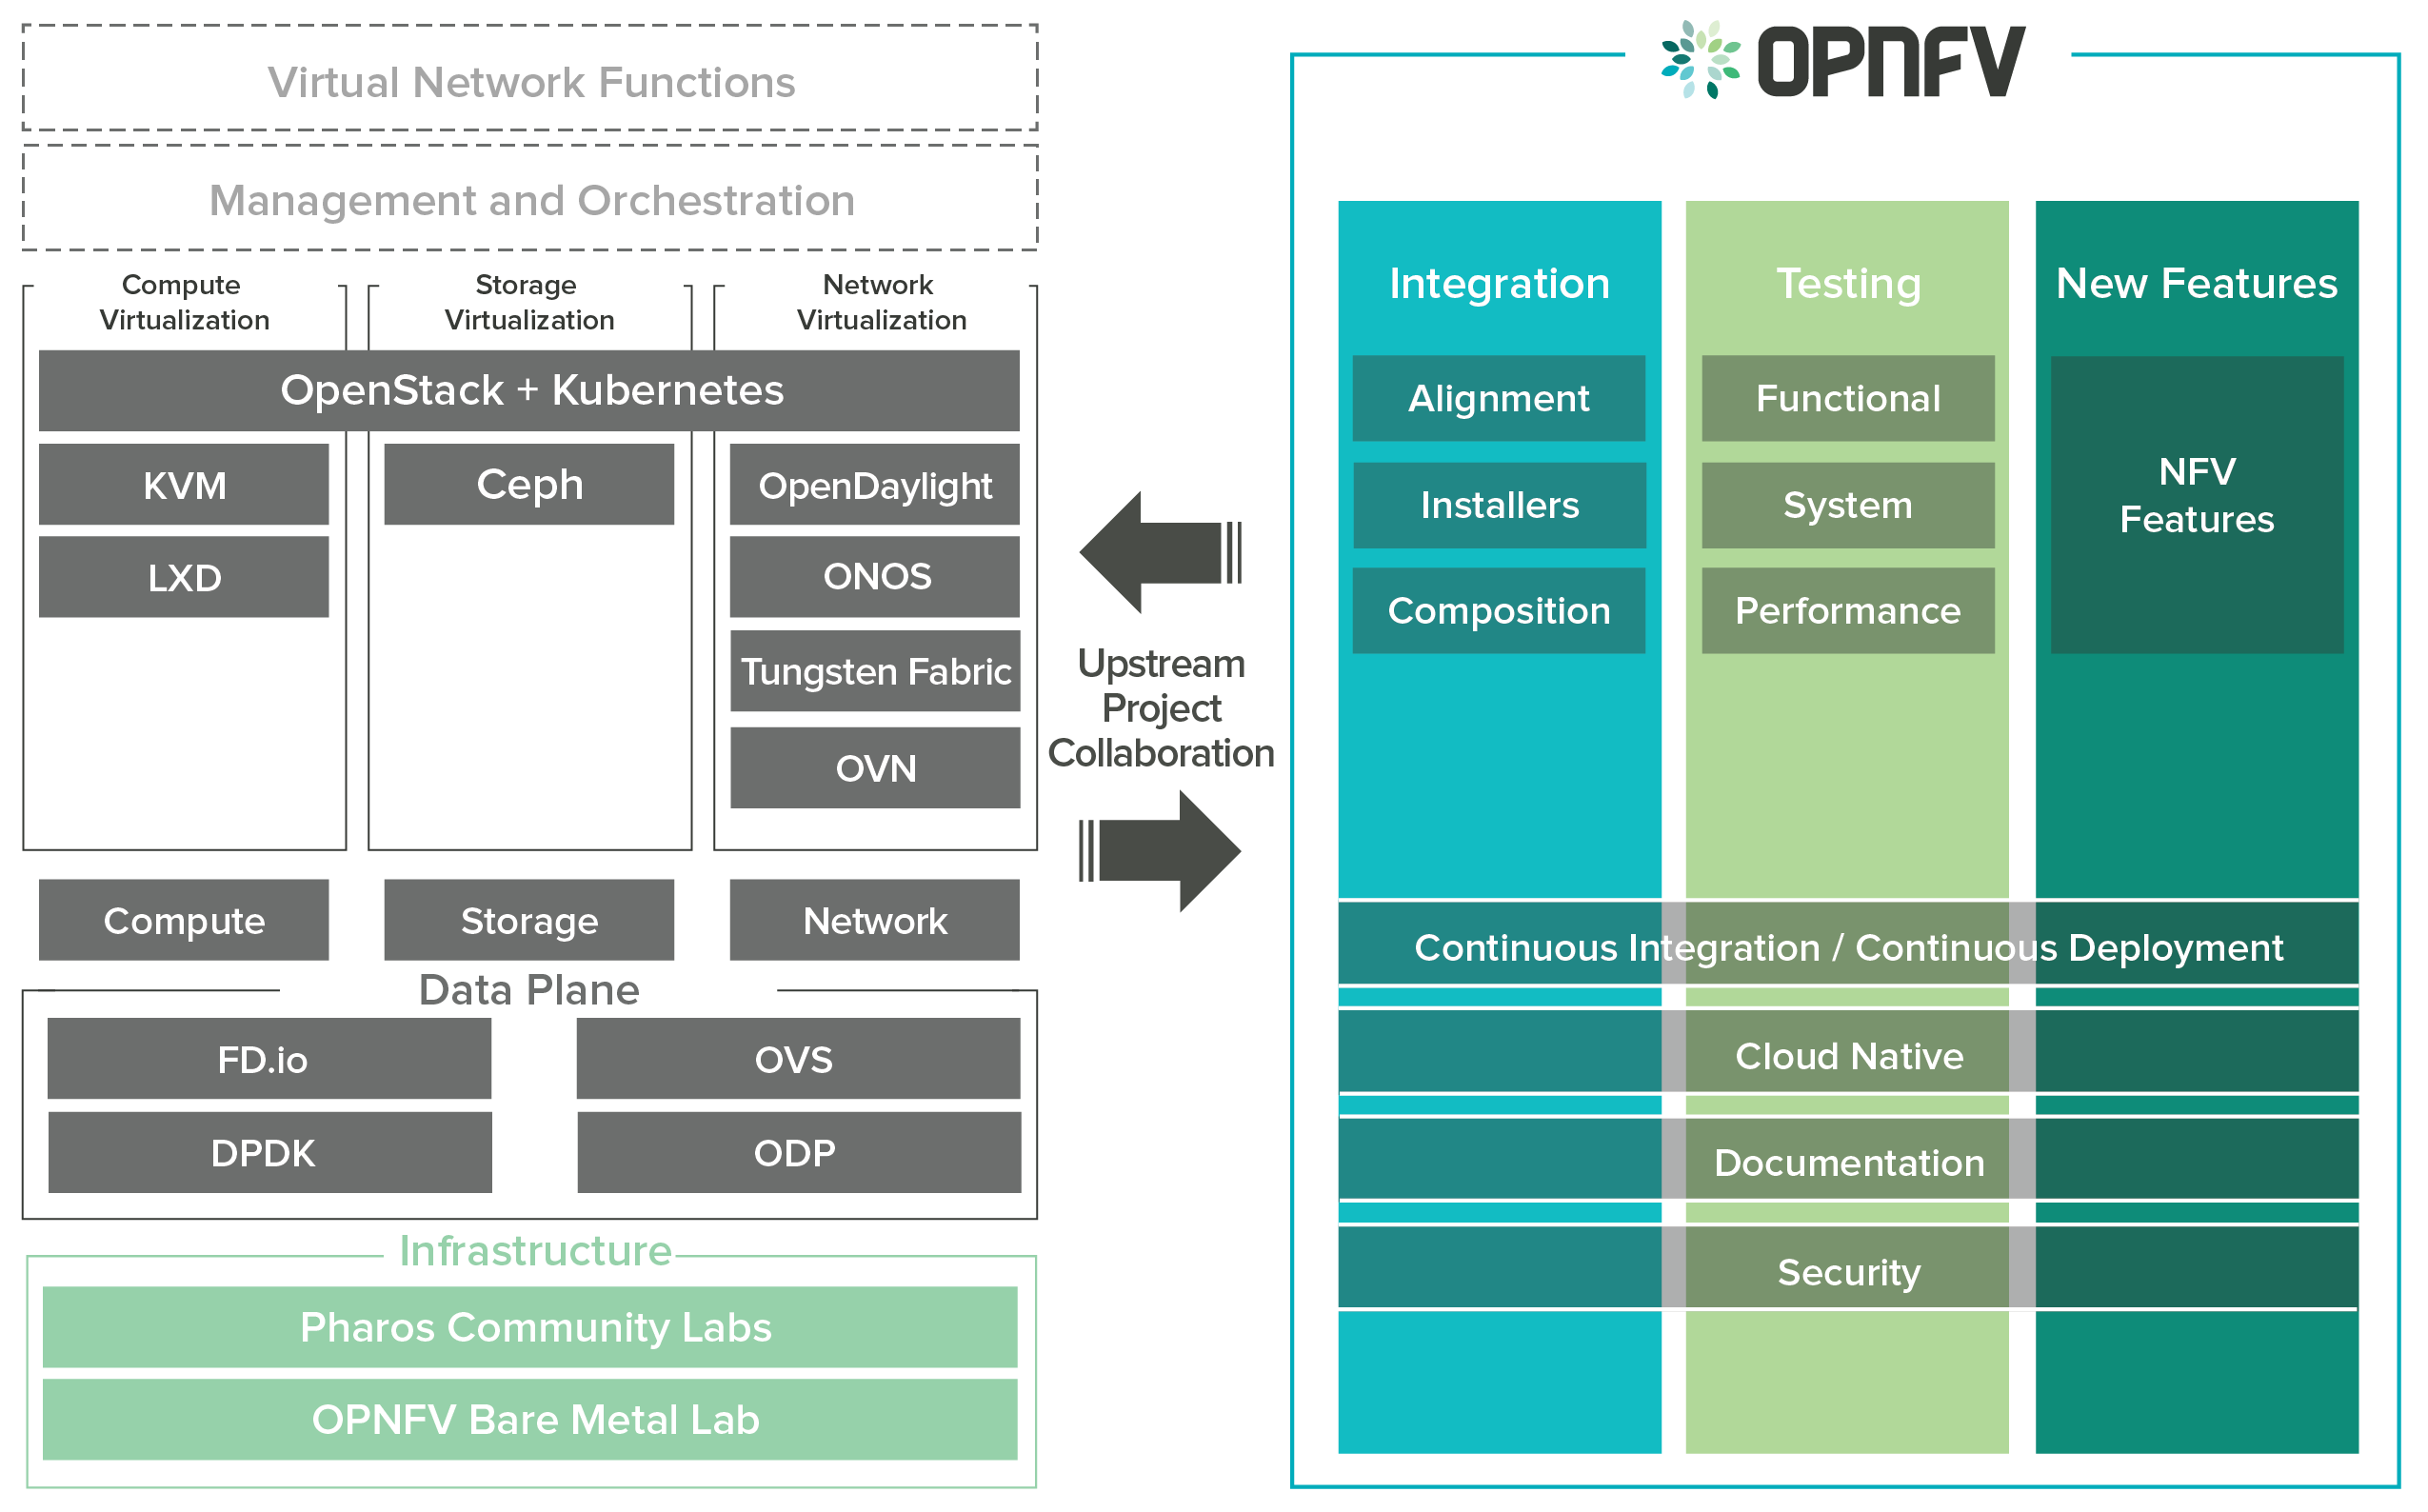 Virtual Network Functions
Management and Orchestration
Compute
Virtualization
Storage
Virtualization
Network
Virtualization
OpenStack + Kubernetes
KVM
Ceph
OpenDaylight
LXD
ONOS
Tungsten Fabric
OVN
Compute
Storage
Network
Data Plane
FD.io
OVS
DPDK
ODP
Infrastructure
Pharos Community Labs
OPNFV Bare Metal Lab
Upstream
Project
Collaboration
OPNFV
Integration
Testing
New Features
Alignment
Functional
NFV
Features
Installers
System
Composition
Performance
Continuous Integration / Continuous Deployment
Cloud Native
Documentation
Security